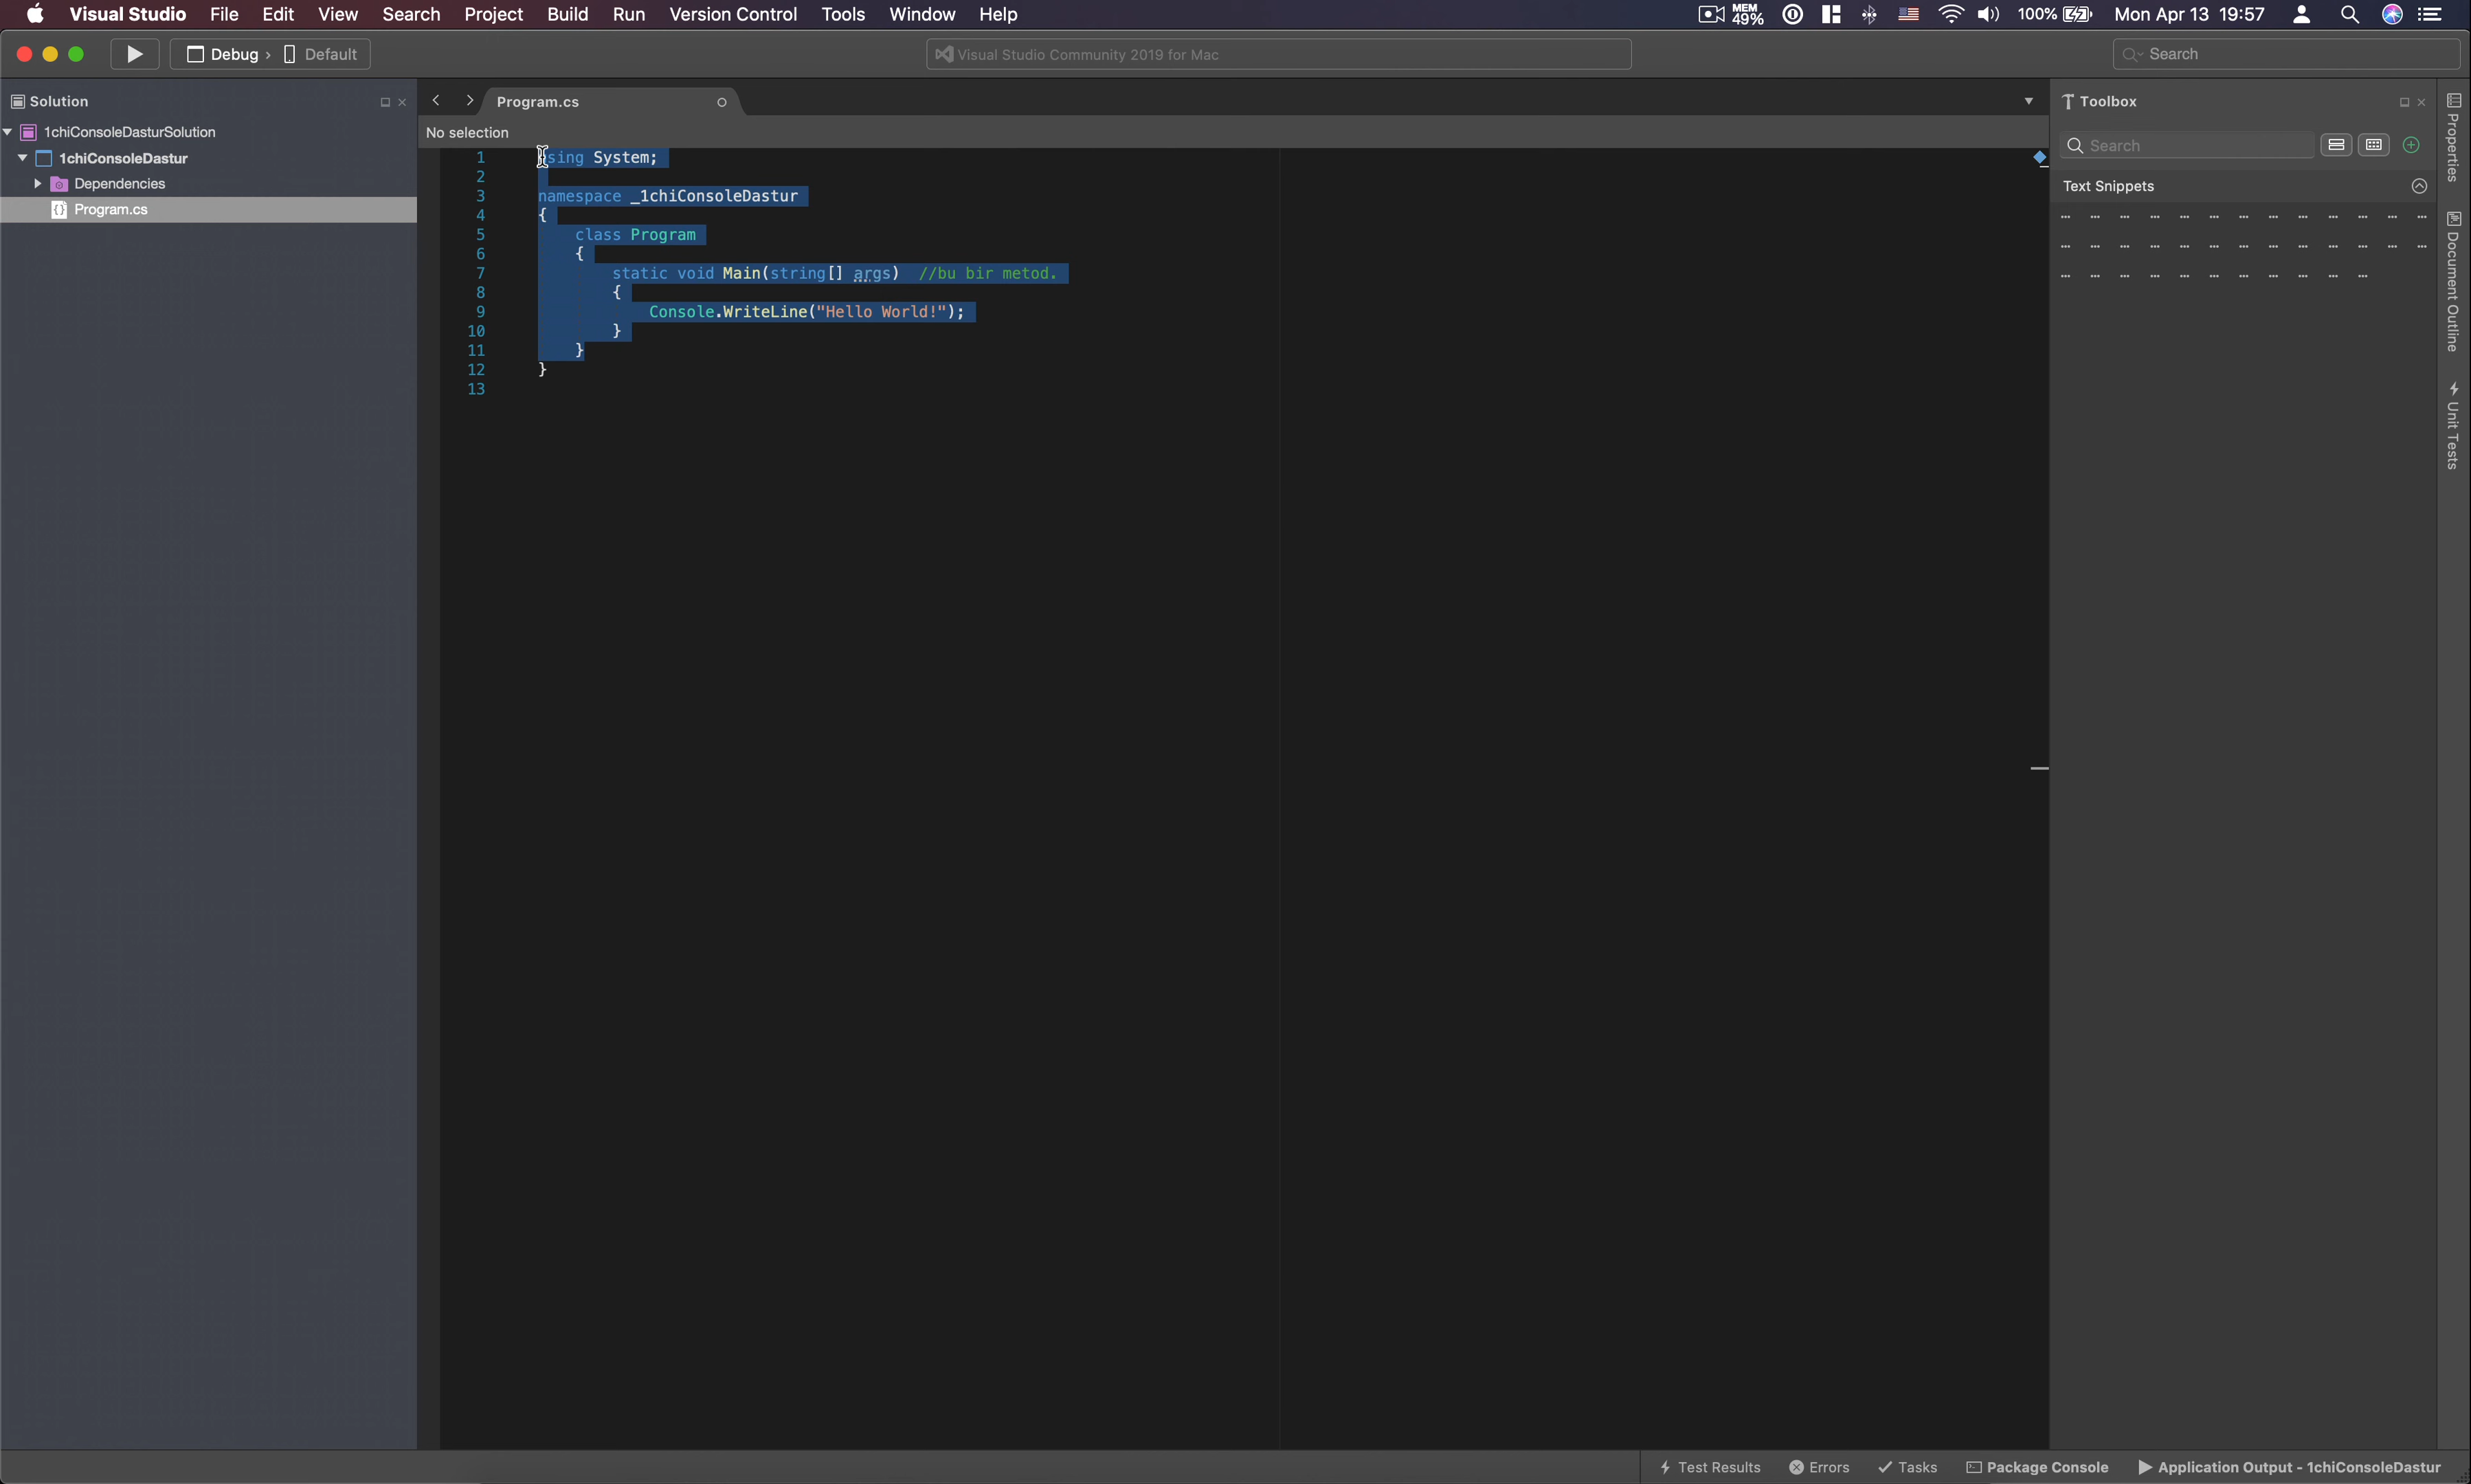 Visual Studio File Edit View Search Project Build Run Version Control Tools Window Help MEM 49% 100% Mon Apr 13 19:57
Debug › Default Visual Studio Community 2019 for Mac Search
Solution
1chiConsoleDasturSolution
1chiConsoleDastur
Dependencies
Program.cs
Program.cs
No selection
1 using System;
2
3 namespace _1chiConsoleDastur
4 {
5 class Program
6 {
7 static void Main(string[] args) //bu bir metod.
8 {
9 Console.WriteLine("Hello World!");
10 }
11 }
12 }
13
Toolbox
Search
Text Snippets
Properties
Document Outline
Unit Tests
Test Results Errors Tasks Package Console Application Output - 1chiConsoleDastur